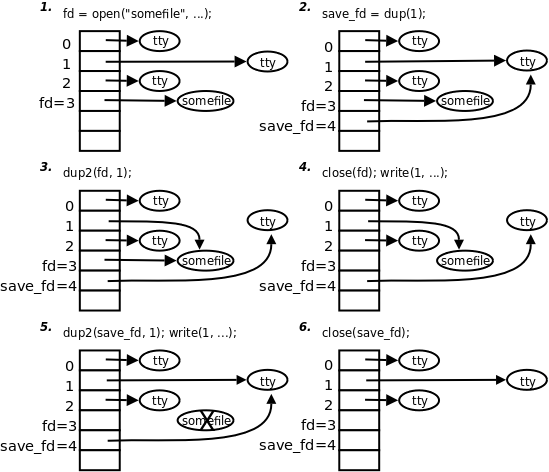 1. fd = open("somefile", ...);
0 tty
1 tty
2 tty
fd=3 somefile
2. save_fd = dup(1);
0 tty
1 tty
2 tty
fd=3 somefile
save_fd=4
3. dup2(fd, 1);
0 tty
1 tty
2 tty
fd=3 somefile
save_fd=4
4. close(fd); write(1, ...);
0 tty
1 tty
2 tty
fd=3 somefile
save_fd=4
5. dup2(save_fd, 1); write(1, ...);
0 tty
1 tty
2 tty
fd=3 somefile
save_fd=4
6. close(save_fd);
0 tty
1 tty
2 tty
fd=3
save_fd=4